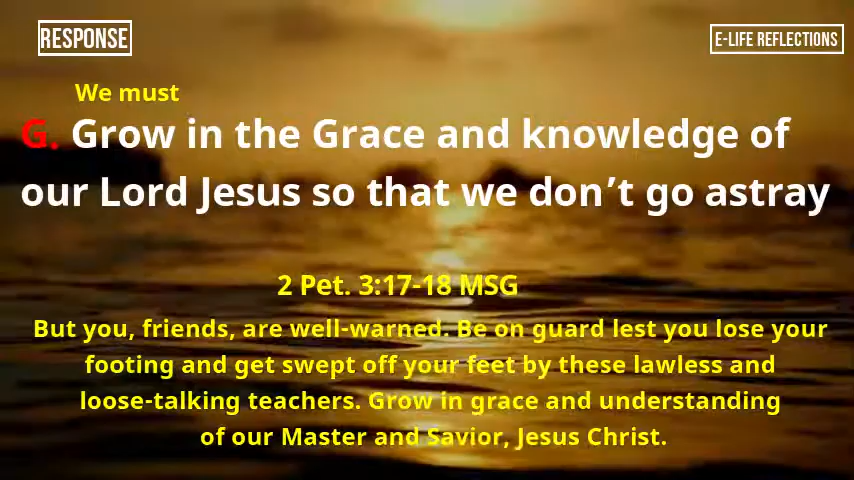 RESPONSE
E-LIFE REFLECTIONS
We must
G. Grow in the Grace and knowledge of
our Lord Jesus so that we don’t go astray
2 Pet. 3:17-18 MSG
But you, friends, are well-warned. Be on guard lest you lose your
footing and get swept off your feet by these lawless and
loose-talking teachers. Grow in grace and understanding
of our Master and Savior, Jesus Christ.